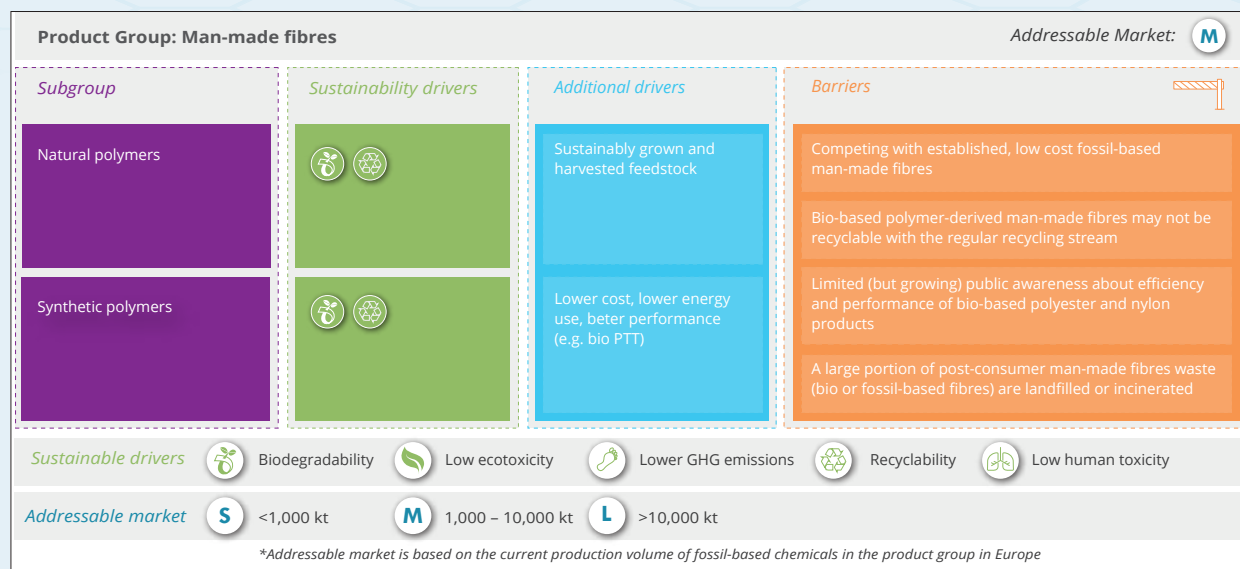 Product Group: Man-made fibres
Addressable Market:
M
Subgroup
Sustainability drivers
Additional drivers
Barriers
Natural polymers
Sustainably grown and
harvested feedstock
Competing with established, low cost fossil-based
man-made fibres
Bio-based polymer-derived man-made fibres may not be
recyclable with the regular recycling stream
Synthetic polymers
Lower cost, lower energy
use, beter performance
(e.g. bio PTT)
Limited (but growing) public awareness about efficiency
and performance of bio-based polyester and nylon
products
A large portion of post-consumer man-made fibres waste
(bio or fossil-based fibres) are landfilled or incinerated
Sustainable drivers
Biodegradability
Low ecotoxicity
Lower GHG emissions
Recyclability
Low human toxicity
Addressable market
S
<1,000 kt
M
1,000 – 10,000 kt
L
>10,000 kt
*Addressable market is based on the current production volume of fossil-based chemicals in the product group in Europe